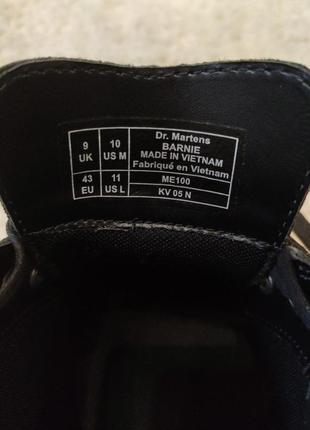 9
UK
10
US M
43
EU
11
US L
Dr. Martens
BARNIE
MADE IN VIETNAM
Fabriqué en Vietnam
ME100
KV 05 N